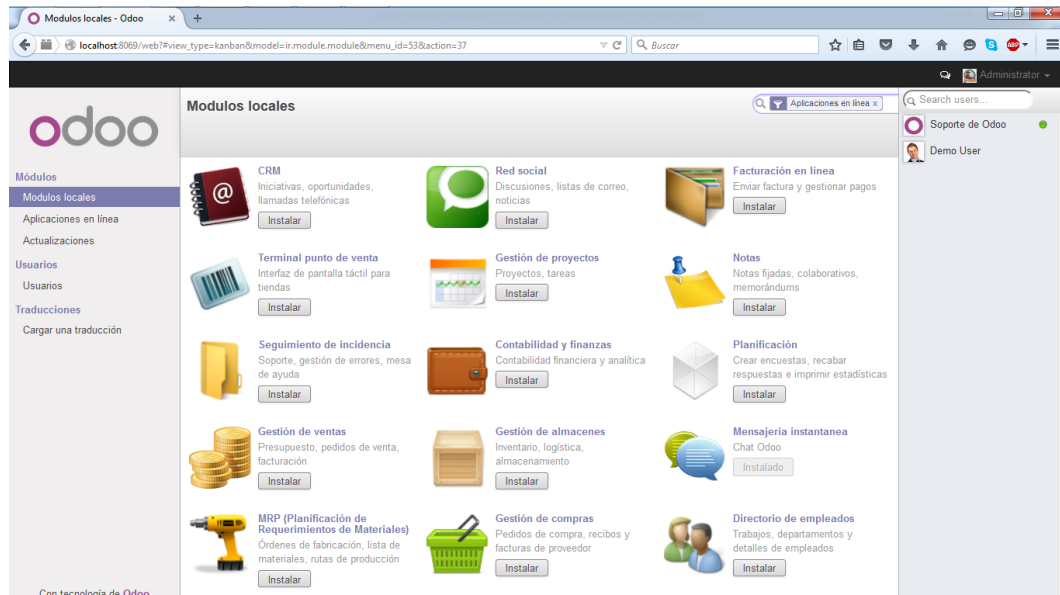 Modulos locales - Odoo
localhost:8069/web?#view_type=kanban&model=ir.module.module&menu_id=53&action=37
Buscar
ABP
Administrator
odoo
Módulos
Modulos locales
Aplicaciones en línea
Actualizaciones
Usuarios
Usuarios
Traducciones
Cargar una traducción
Con tecnología de Odoo
Modulos locales
Aplicaciones en línea x
CRM
Iniciativas, oportunidades,
llamadas telefónicas
Instalar
Red social
Discusiones, listas de correo,
noticias
Instalar
Facturación en línea
Enviar factura y gestionar pagos
Instalar
Terminal punto de venta
Interfaz de pantalla táctil para
tiendas
Instalar
Gestión de proyectos
Proyectos, tareas
Instalar
Notas
Notas fijadas, colaborativos,
memorándums
Instalar
Seguimiento de incidencia
Soporte, gestión de errores, mesa
de ayuda
Instalar
Contabilidad y finanzas
Contabilidad financiera y analítica
Instalar
Planificación
Crear encuestas, recabar
respuestas e imprimir estadísticas
Instalar
Gestión de ventas
Presupuesto, pedidos de venta,
facturación
Instalar
Gestión de almacenes
Inventario, logística,
almacenamiento
Instalar
Mensajeria instantanea
Chat Odoo
Instalado
MRP (Planificación de
Requerimientos de Materiales)
Órdenes de fabricación, lista de
materiales, rutas de producción
Instalar
Gestión de compras
Pedidos de compra, recibos y
facturas de proveedor
Instalar
Directorio de empleados
Trabajos, departamentos y
detalles de empleados
Instalar
Search users...
Soporte de Odoo
Demo User